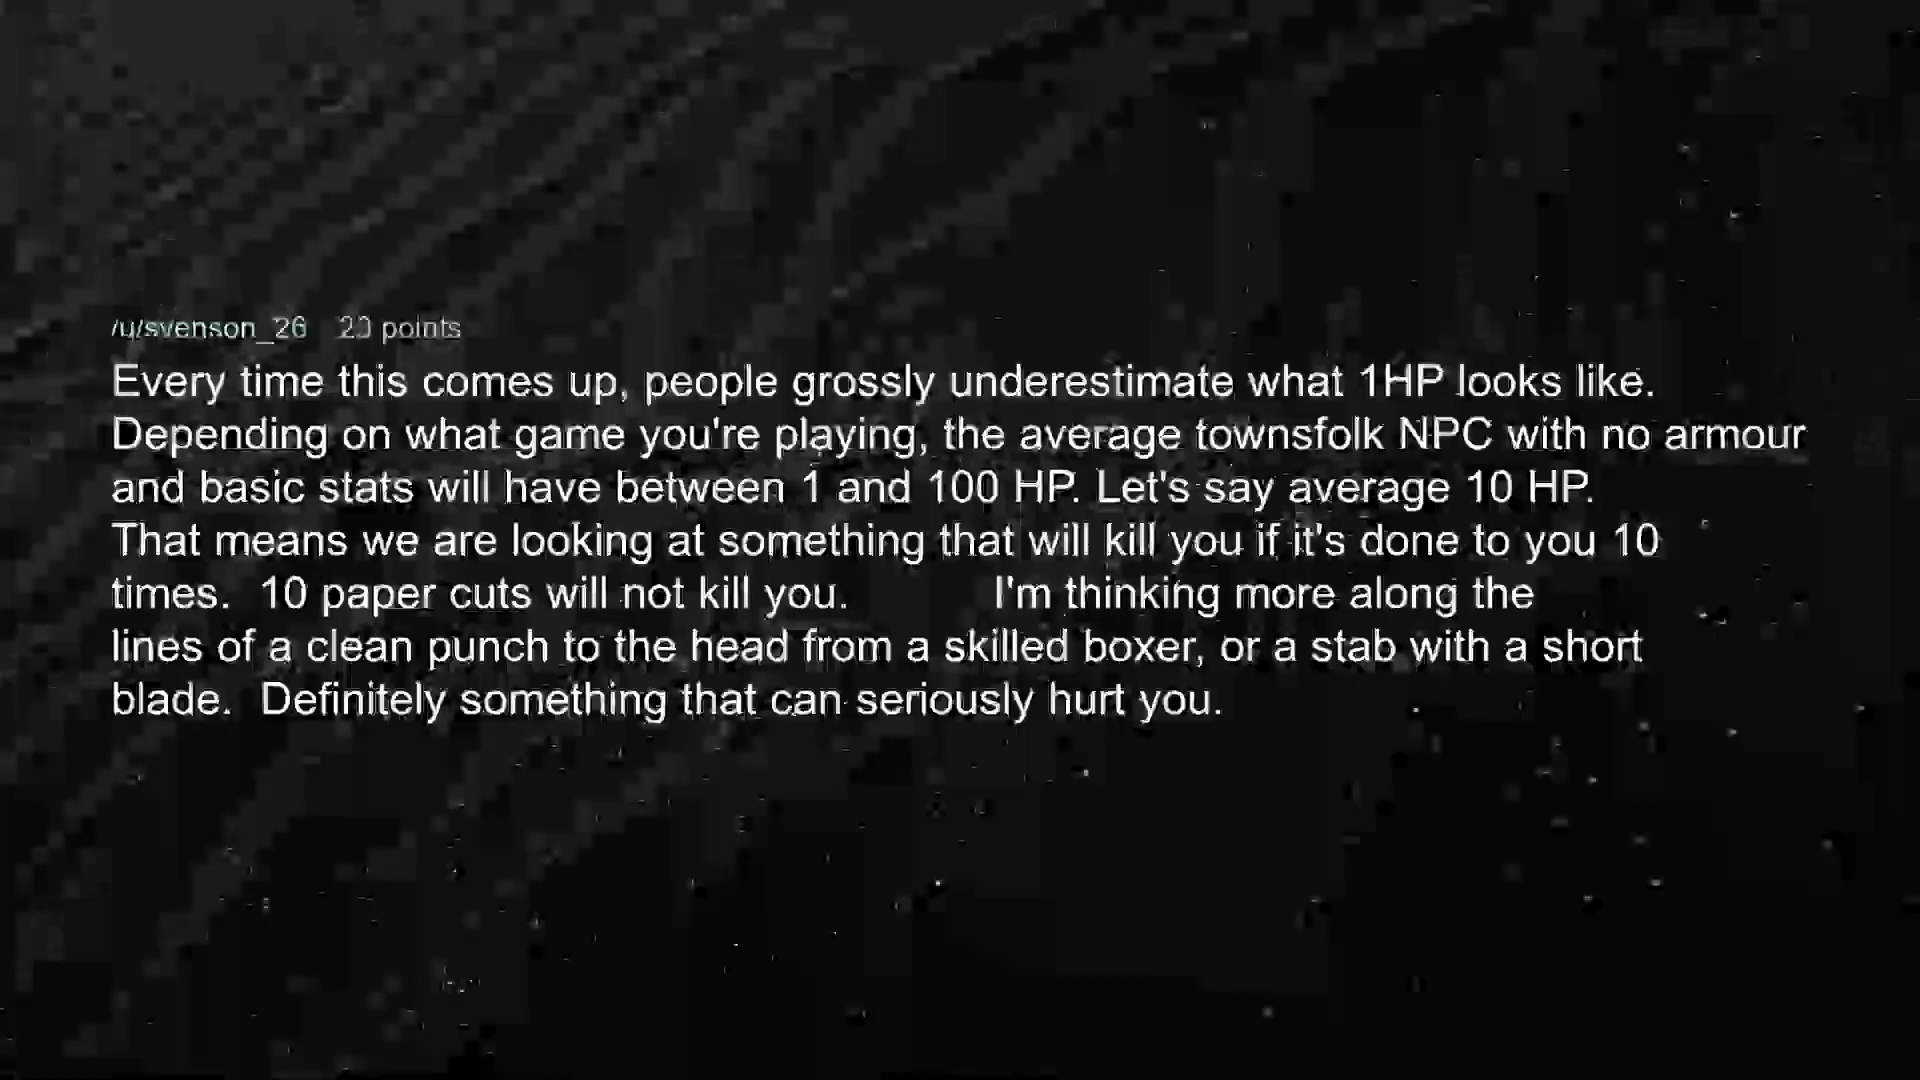 /u/svenson_26 23 points
Every time this comes up, people grossly underestimate what 1HP looks like.
Depending on what game you're playing, the average townsfolk NPC with no armour
and basic stats will have between 1 and 100 HP. Let's say average 10 HP.
That means we are looking at something that will kill you if it's done to you 10
times. 10 paper cuts will not kill you. I'm thinking more along the
lines of a clean punch to the head from a skilled boxer, or a stab with a short
blade. Definitely something that can seriously hurt you.